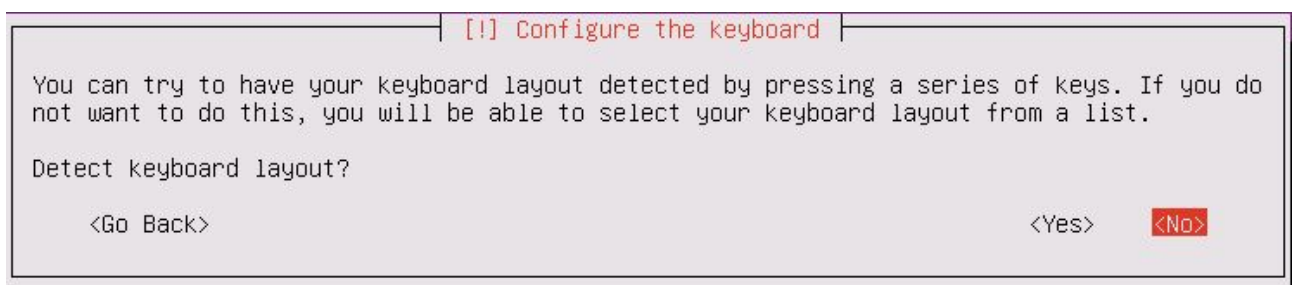 [!] Configure the keyboard
You can try to have your keyboard layout detected by pressing a series of keys. If you do
not want to do this, you will be able to select your keyboard layout from a list.
Detect keyboard layout?
<Go Back> <Yes> <No>